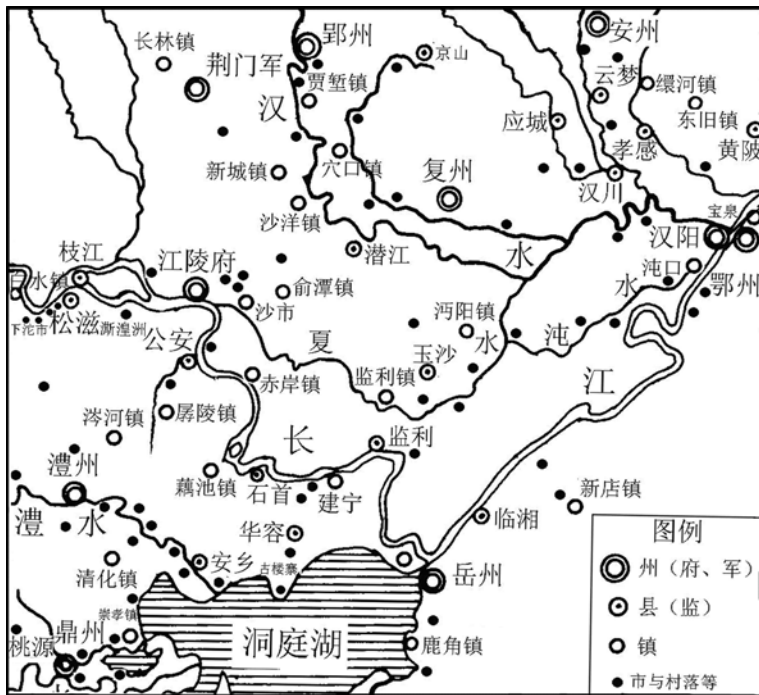 长林镇
荆门军
郢州
京山
安州
云梦
缳河镇
东旧镇
黄陂
贾堑镇
汉
应城
孝感
新城镇
穴口镇
复州
汉川
宝泉
沙洋镇
汉阳
枝江
江陵府
潜江
水
沌口
鄂州
白水镇
俞潭镇
水
沙市
下沱市
松滋
澌湟洲
沔阳镇
公安
夏
水
沌
玉沙
赤岸镇
监利镇
江
孱陵镇
涔河镇
长
监利
澧州
藕池镇
石首
建宁
新店镇
澧水
华容
临湘
安乡
古楼寨
清化镇
岳州
崇孝镇
鼎州
桃源
洞庭湖
鹿角镇
图例
州（府、军）
县（监）
镇
市与村落等